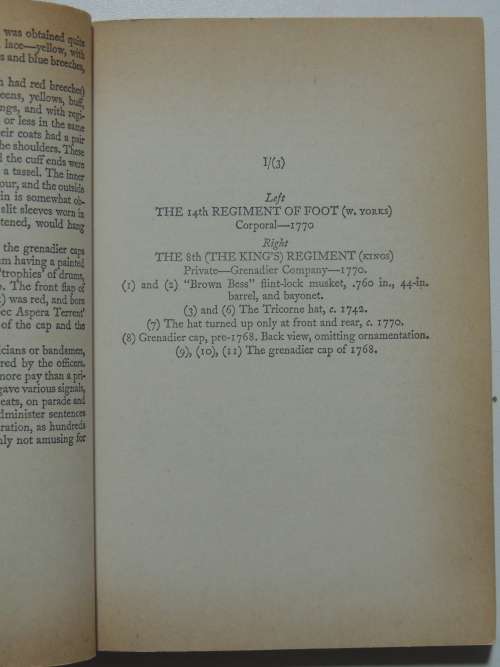 was obtained quite
lace—yellow, with
s and blue breeches,
had red breeches)
eens, yellows, buff,
ngs, and with regi-
or less in the same
eir coats had a pair
he shoulders. These
d the cuff ends were
a tassel. The inner
our, and the outside
in is somewhat ob-
slit sleeves worn in
tened, would hang
the grenadier caps
m having a painted
'trophies' of drums,
. The front flap of
) was red, and bore
ec Aspera Terrent'
of the cap and the
icians or bandsmen,
red by the officers.
more pay than a pri-
gave various signals,
eats, on parade and
dminister sentences
ration, as hundreds
nly not amusing for
I/(3)
Left
THE 14th REGIMENT OF FOOT (W. YORKS)
Corporal—1770
Right
THE 8th (THE KING'S) REGIMENT (KINGS)
Private—Grenadier Company—1770.
(1) and (2) "Brown Bess" flint-lock musket, .760 in., 44-in.
barrel, and bayonet.
(3) and (6) The Tricorne hat, c. 1742.
(7) The hat turned up only at front and rear, c. 1770.
(8) Grenadier cap, pre-1768. Back view, omitting ornamentation.
(9), (10), (11) The grenadier cap of 1768.